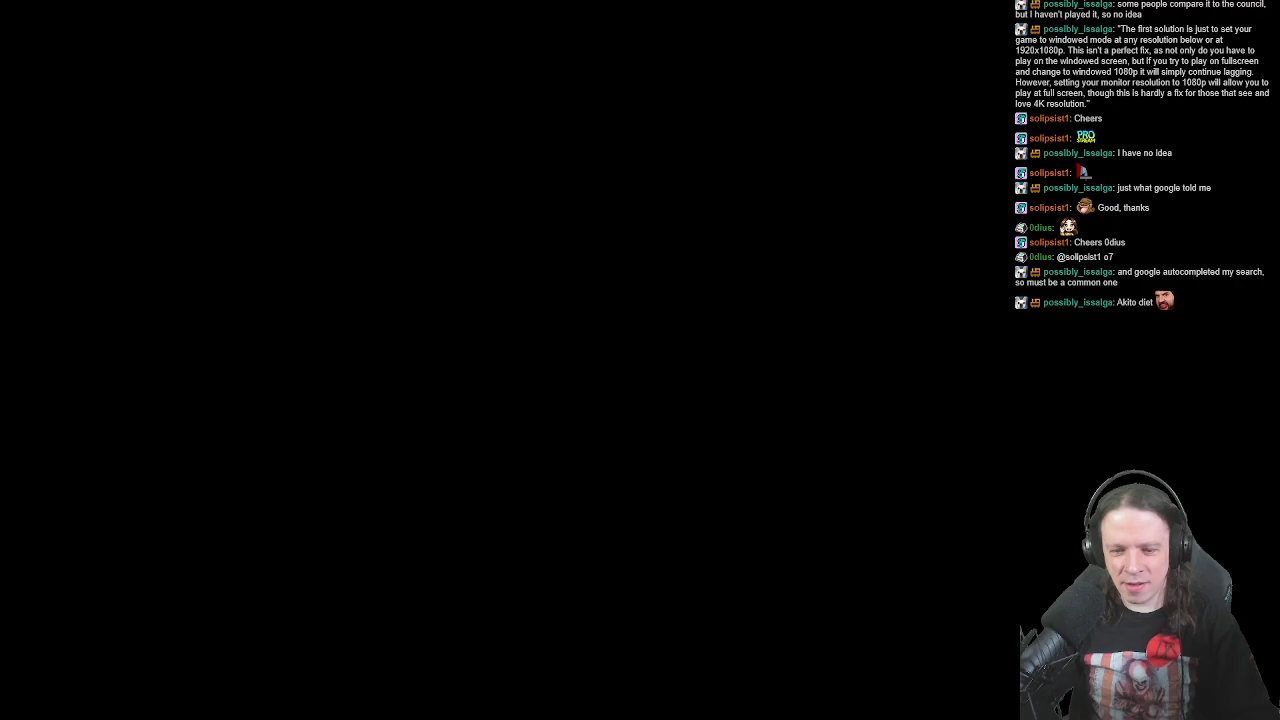 possibly_issalga: some people compare it to the council,
but I haven't played it, so no idea
possibly_issalga: "The first solution is just to set your
game to windowed mode at any resolution below or at
1920x1080p. This isn't a perfect fix, as not only do you have to
play on the windowed screen, but if you try to play on fullscreen
and change to windowed 1080p it will simply continue lagging.
However, setting your monitor resolution to 1080p will allow you to
play at full screen, though this is hardly a fix for those that see and
love 4K resolution."
solipsist1: Cheers
solipsist1: PRO
STREAM
possibly_issalga: I have no idea
solipsist1:
possibly_issalga: just what google told me
solipsist1: Good, thanks
0dius:
solipsist1: Cheers 0dius
0dius: @solipsist1 o7
possibly_issalga: and google autocompleted my search,
so must be a common one
possibly_issalga: Akito diet